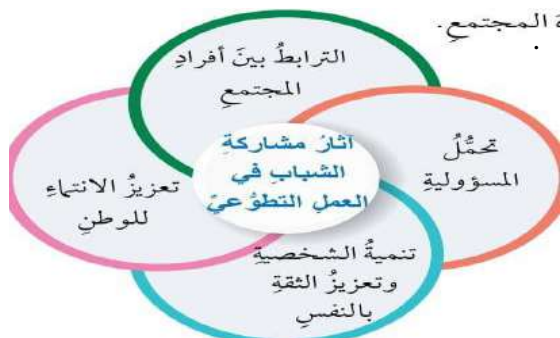 ة المجتمعِ.
الترابطُ بينَ أفرادِ
المجتمعِ
آثارُ مشاركةِ
الشبابِ في
العملِ التطوُّعيِّ
تحمُّلُ
المسؤوليةِ
تعزيزُ الانتماءِ
للوطنِ
تنميةُ الشخصيةِ
وتعزيزُ الثقةِ
بالنفسِ